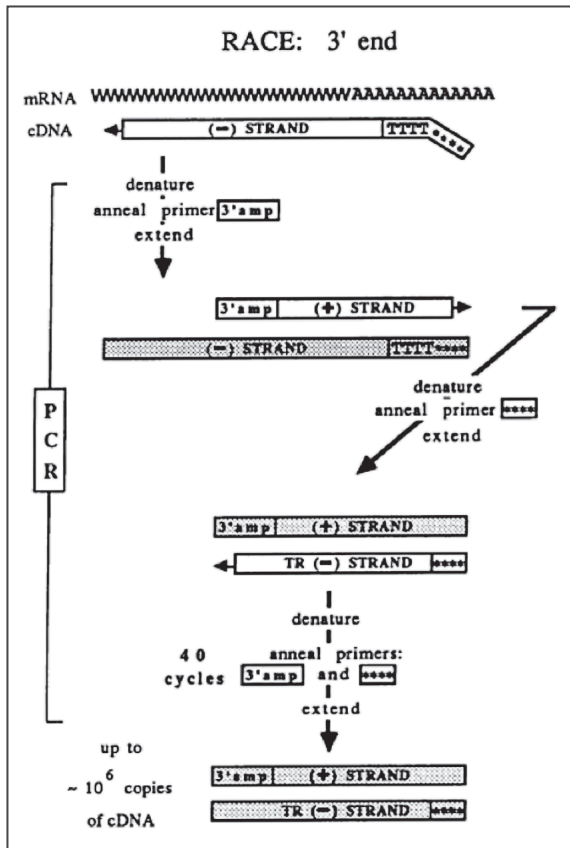 RACE: 3' end
mRNA WWWWWWWWWWWWWWWWWAAAAAAAAAAAAA
cDNA (-) STRAND TTTT ****
denature
anneal primer 3'amp
extend
3'amp (+) STRAND
(-) STRAND TTTT****
denature
anneal primer ****
extend
P
C
R
3'amp (+) STRAND
TR (-) STRAND ****
denature
40 anneal primers:
cycles 3'amp and ****
extend
up to
~ 10⁶ copies
of cDNA
3'amp (+) STRAND
TR (-) STRAND ****